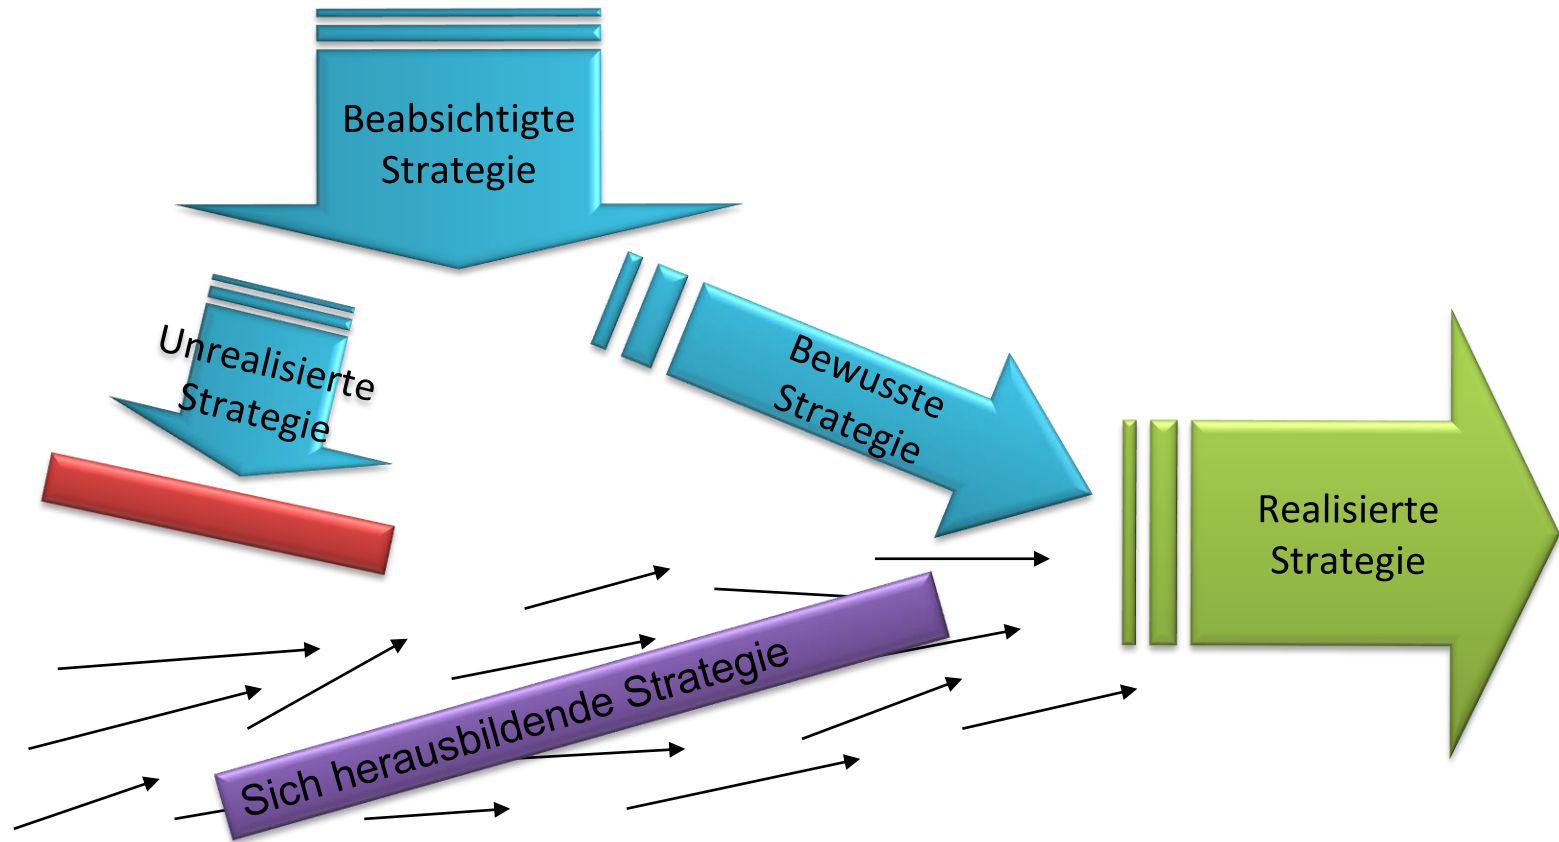 Beabsichtigte
Strategie
Unrealisierte
Strategie
Bewusste
Strategie
Realisierte
Strategie
Sich herausbildende Strategie